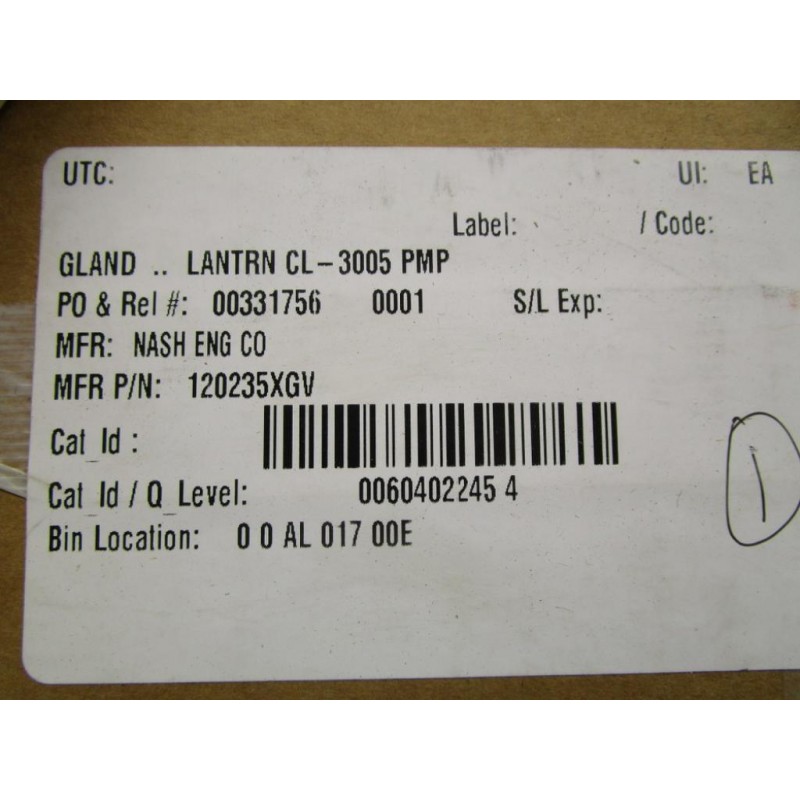 UTC: UI: EA
Label: / Code:
GLAND .. LANTRN CL-3005 PMP
PO & Rel #: 00331756 0001 S/L Exp:
MFR: NASH ENG CO
MFR P/N: 120235XGV
Cat_Id :
Cat_Id / Q_Level: 0060402245 4
Bin Location: 0 0 AL 017 00E
1